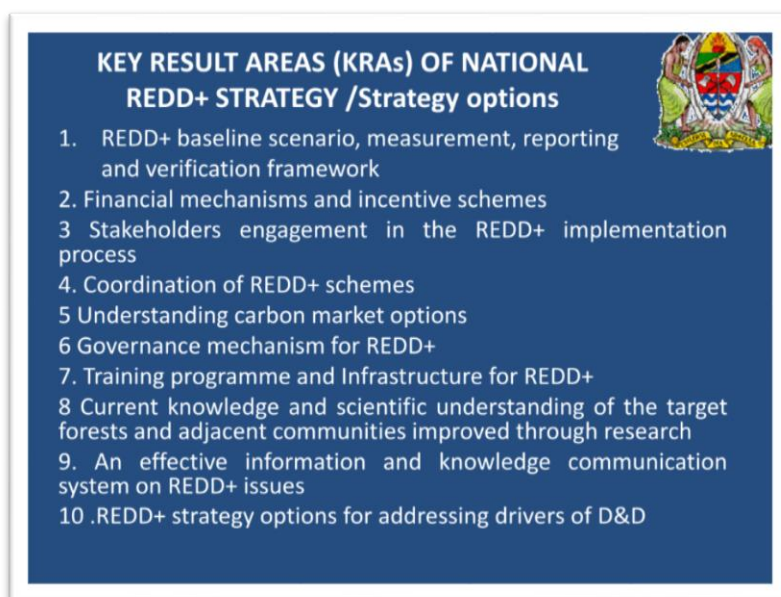 KEY RESULT AREAS (KRAs) OF NATIONAL
REDD+ STRATEGY /Strategy options
1. REDD+ baseline scenario, measurement, reporting
and verification framework
2. Financial mechanisms and incentive schemes
3 Stakeholders engagement in the REDD+ implementation
process
4. Coordination of REDD+ schemes
5 Understanding carbon market options
6 Governance mechanism for REDD+
7. Training programme and Infrastructure for REDD+
8 Current knowledge and scientific understanding of the target
forests and adjacent communities improved through research
9. An effective information and knowledge communication
system on REDD+ issues
10 .REDD+ strategy options for addressing drivers of D&D